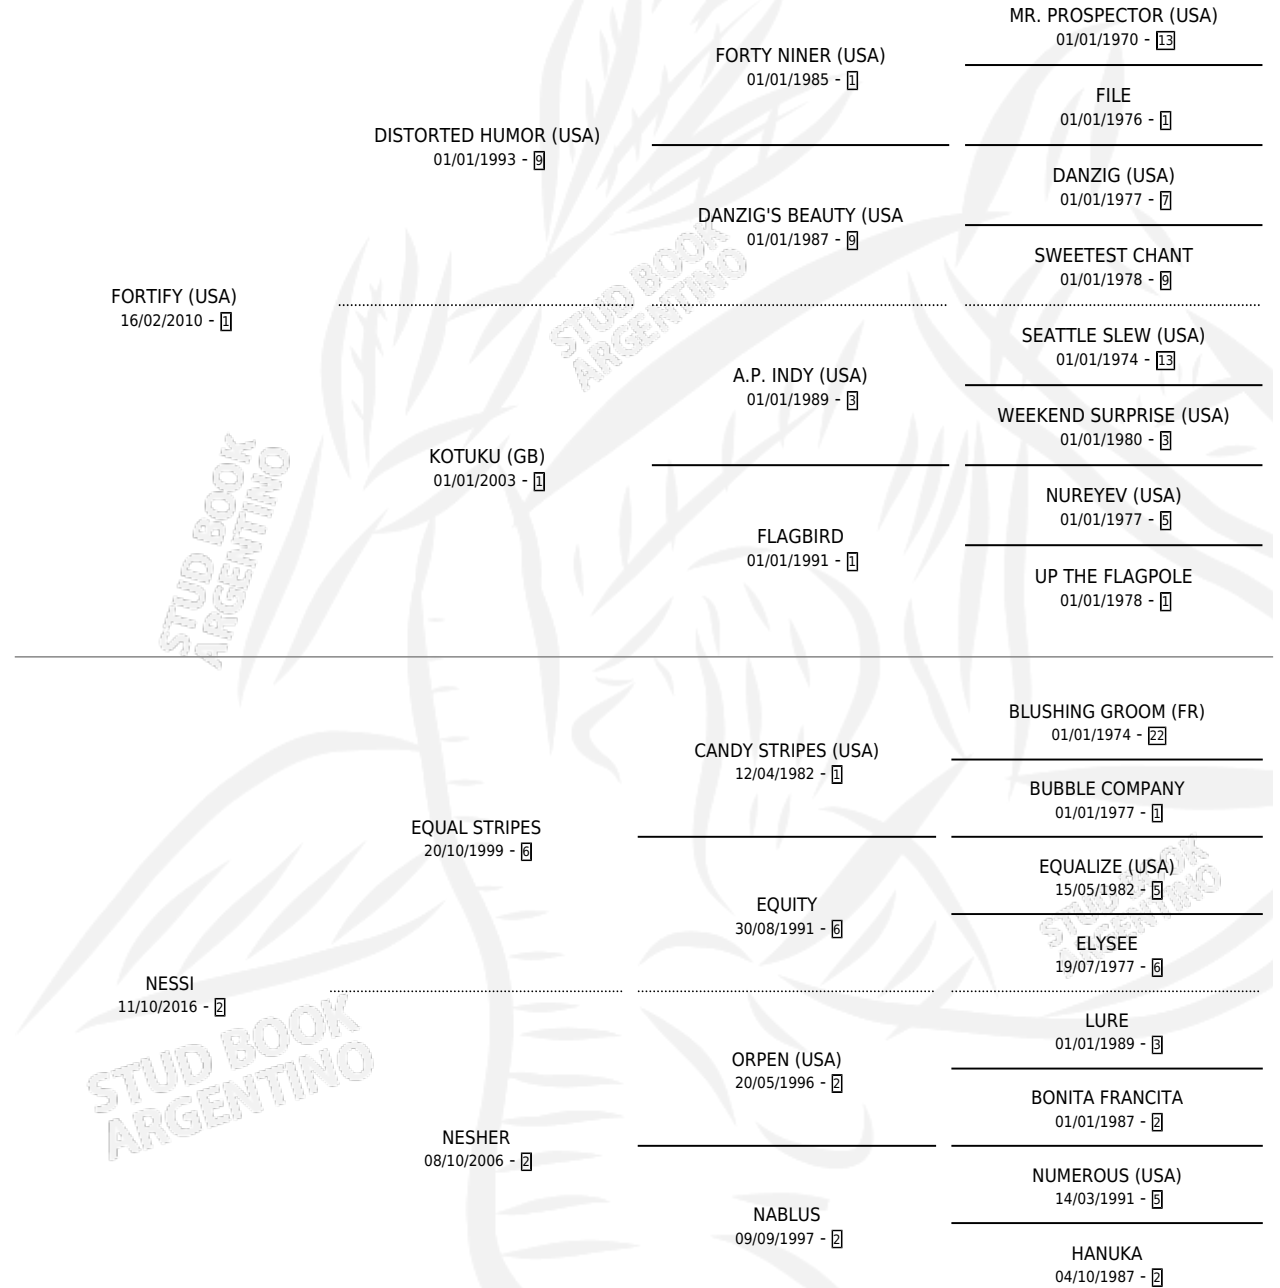 MR. PROSPECTOR (USA)
01/01/1970 - 13
FORTY NINER (USA)
01/01/1985 - 1
FILE
01/01/1976 - 1
DISTORTED HUMOR (USA)
01/01/1993 - 9
DANZIG (USA)
01/01/1977 - 7
DANZIG'S BEAUTY (USA
01/01/1987 - 9
SWEETEST CHANT
01/01/1978 - 9
FORTIFY (USA)
16/02/2010 - 1
STUD BOOK
ARGENTINO
SEATTLE SLEW (USA)
01/01/1974 - 13
A.P. INDY (USA)
01/01/1989 - 3
WEEKEND SURPRISE (USA)
01/01/1980 - 3
KOTUKU (GB)
01/01/2003 - 1
NUREYEV (USA)
01/01/1977 - 5
FLAGBIRD
01/01/1991 - 1
UP THE FLAGPOLE
01/01/1978 - 1
STUD BOOK
ARGENTINO
BLUSHING GROOM (FR)
01/01/1974 - 22
CANDY STRIPES (USA)
12/04/1982 - 1
BUBBLE COMPANY
01/01/1977 - 1
EQUAL STRIPES
20/10/1999 - 6
EQUALIZE (USA)
15/05/1982 - 5
EQUITY
30/08/1991 - 6
ELYSEE
19/07/1977 - 6
STUD BOOK
ARGENTINO
NESSI
11/10/2016 - 2
LURE
01/01/1989 - 3
ORPEN (USA)
20/05/1996 - 2
BONITA FRANCITA
01/01/1987 - 2
STUD BOOK
ARGENTINO
NESHER
08/10/2006 - 2
NUMEROUS (USA)
14/03/1991 - 5
NABLUS
09/09/1997 - 2
HANUKA
04/10/1987 - 2